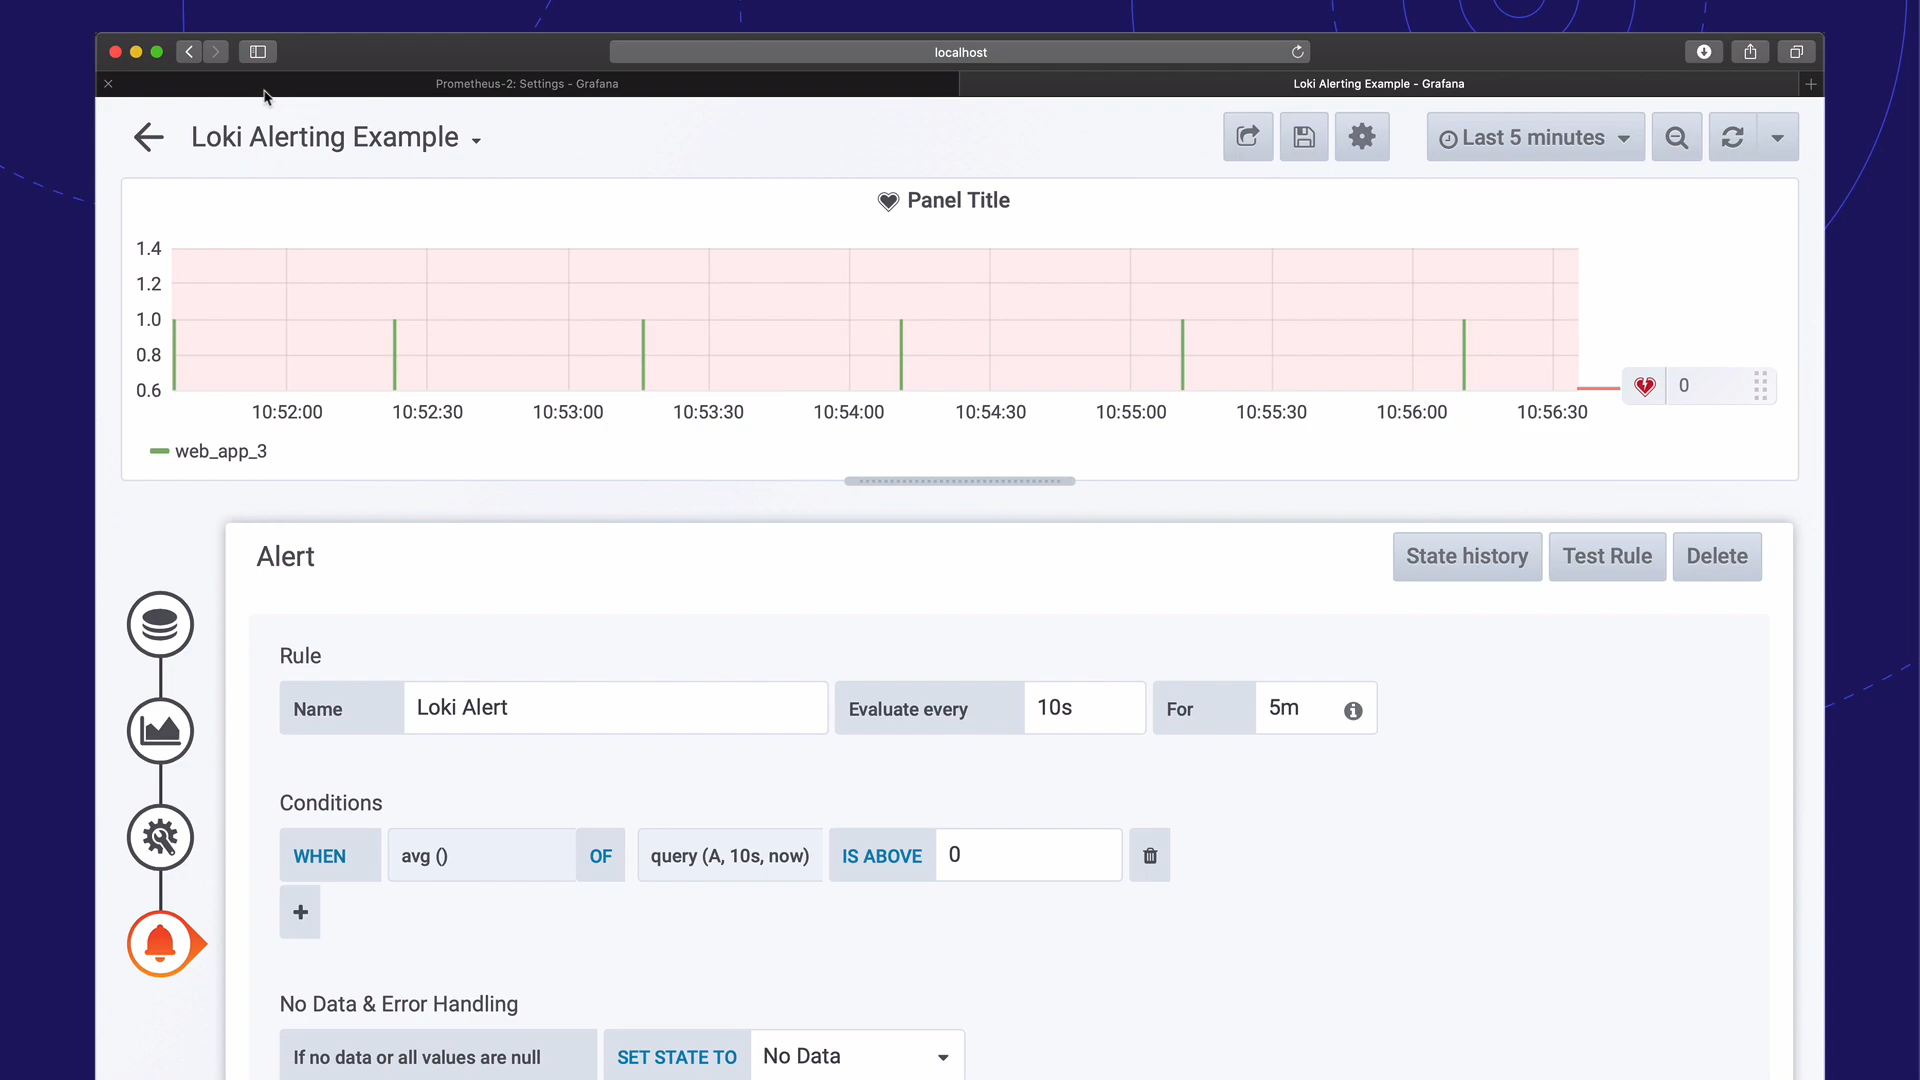 localhost
Prometheus-2: Settings - Grafana
Loki Alerting Example - Grafana
Loki Alerting Example
Last 5 minutes
Panel Title
1.4
1.2
1.0
0.8
0.6
0
10:52:00 10:52:30 10:53:00 10:53:30 10:54:00 10:54:30 10:55:00 10:55:30 10:56:00 10:56:30
web_app_3
Alert
State history Test Rule Delete
Rule
Name Loki Alert Evaluate every 10s For 5m
Conditions
WHEN avg () OF query (A, 10s, now) IS ABOVE 0
No Data & Error Handling
If no data or all values are null SET STATE TO No Data